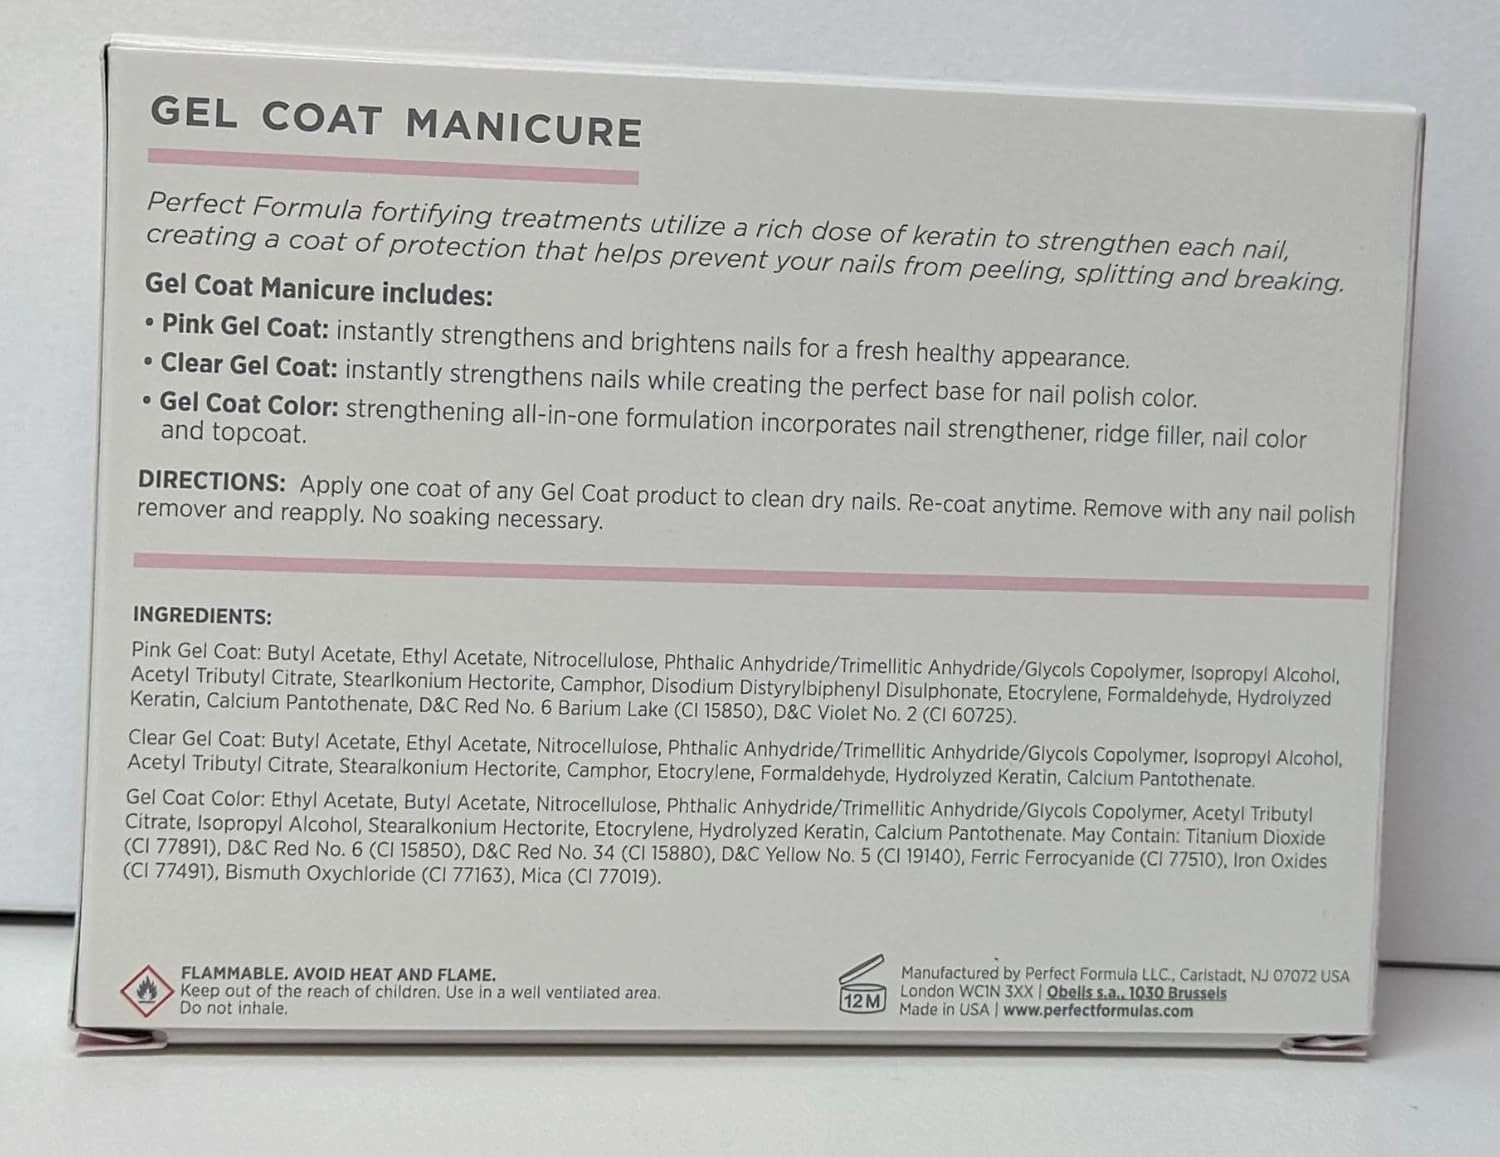 GEL COAT MANICURE
Perfect Formula fortifying treatments utilize a rich dose of keratin to strengthen each nail,
creating a coat of protection that helps prevent your nails from peeling, splitting and breaking.
Gel Coat Manicure includes:
• Pink Gel Coat: instantly strengthens and brightens nails for a fresh healthy appearance.
• Clear Gel Coat: instantly strengthens nails while creating the perfect base for nail polish color.
• Gel Coat Color: strengthening all-in-one formulation incorporates nail strengthener, ridge filler, nail color
and topcoat.
DIRECTIONS: Apply one coat of any Gel Coat product to clean dry nails. Re-coat anytime. Remove with any nail polish
remover and reapply. No soaking necessary.
INGREDIENTS:
Pink Gel Coat: Butyl Acetate, Ethyl Acetate, Nitrocellulose, Phthalic Anhydride/Trimellitic Anhydride/Glycols Copolymer, Isopropyl Alcohol,
Acetyl Tributyl Citrate, Stearlkonium Hectorite, Camphor, Disodium Distyrylbiphenyl Disulphonate, Etocrylene, Formaldehyde, Hydrolyzed
Keratin, Calcium Pantothenate, D&C Red No. 6 Barium Lake (CI 15850), D&C Violet No. 2 (CI 60725).
Clear Gel Coat: Butyl Acetate, Ethyl Acetate, Nitrocellulose, Phthalic Anhydride/Trimellitic Anhydride/Glycols Copolymer, Isopropyl Alcohol,
Acetyl Tributyl Citrate, Stearalkonium Hectorite, Camphor, Etocrylene, Formaldehyde, Hydrolyzed Keratin, Calcium Pantothenate.
Gel Coat Color: Ethyl Acetate, Butyl Acetate, Nitrocellulose, Phthalic Anhydride/Trimellitic Anhydride/Glycols Copolymer, Acetyl Tributyl
Citrate, Isopropyl Alcohol, Stearalkonium Hectorite, Etocrylene, Hydrolyzed Keratin, Calcium Pantothenate. May Contain: Titanium Dioxide
(CI 77891), D&C Red No. 6 (CI 15850), D&C Red No. 34 (CI 15880), D&C Yellow No. 5 (CI 19140), Ferric Ferrocyanide (CI 77510), Iron Oxides
(CI 77491), Bismuth Oxychloride (CI 77163), Mica (CI 77019).
FLAMMABLE. AVOID HEAT AND FLAME.
Keep out of the reach of children. Use in a well ventilated area.
Do not inhale.
12 M
Manufactured by Perfect Formula LLC., Carlstadt, NJ 07072 USA
London WC1N 3XX | Obelis s.a., 1030 Brussels
Made in USA | www.perfectformulas.com